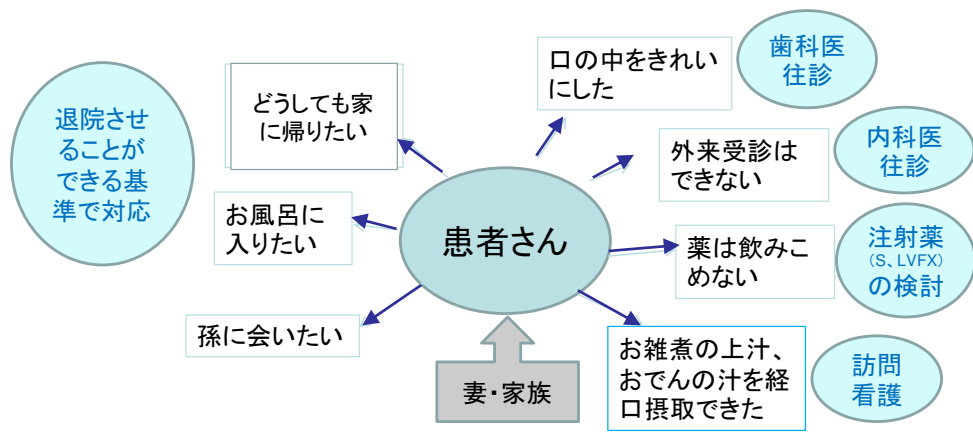 退院させ
ることが
できる基
準で対応
どうしても家
に帰りたい
お風呂に
入りたい
孫に会いたい
患者さん
妻・家族
口の中をきれい
にした
歯科医
往診
外来受診は
できない
内科医
往診
薬は飲みこ
めない
注射薬
(S、LVFX)
の検討
お雑煮の上汁、
おでんの汁を経
口摂取できた
訪問
看護